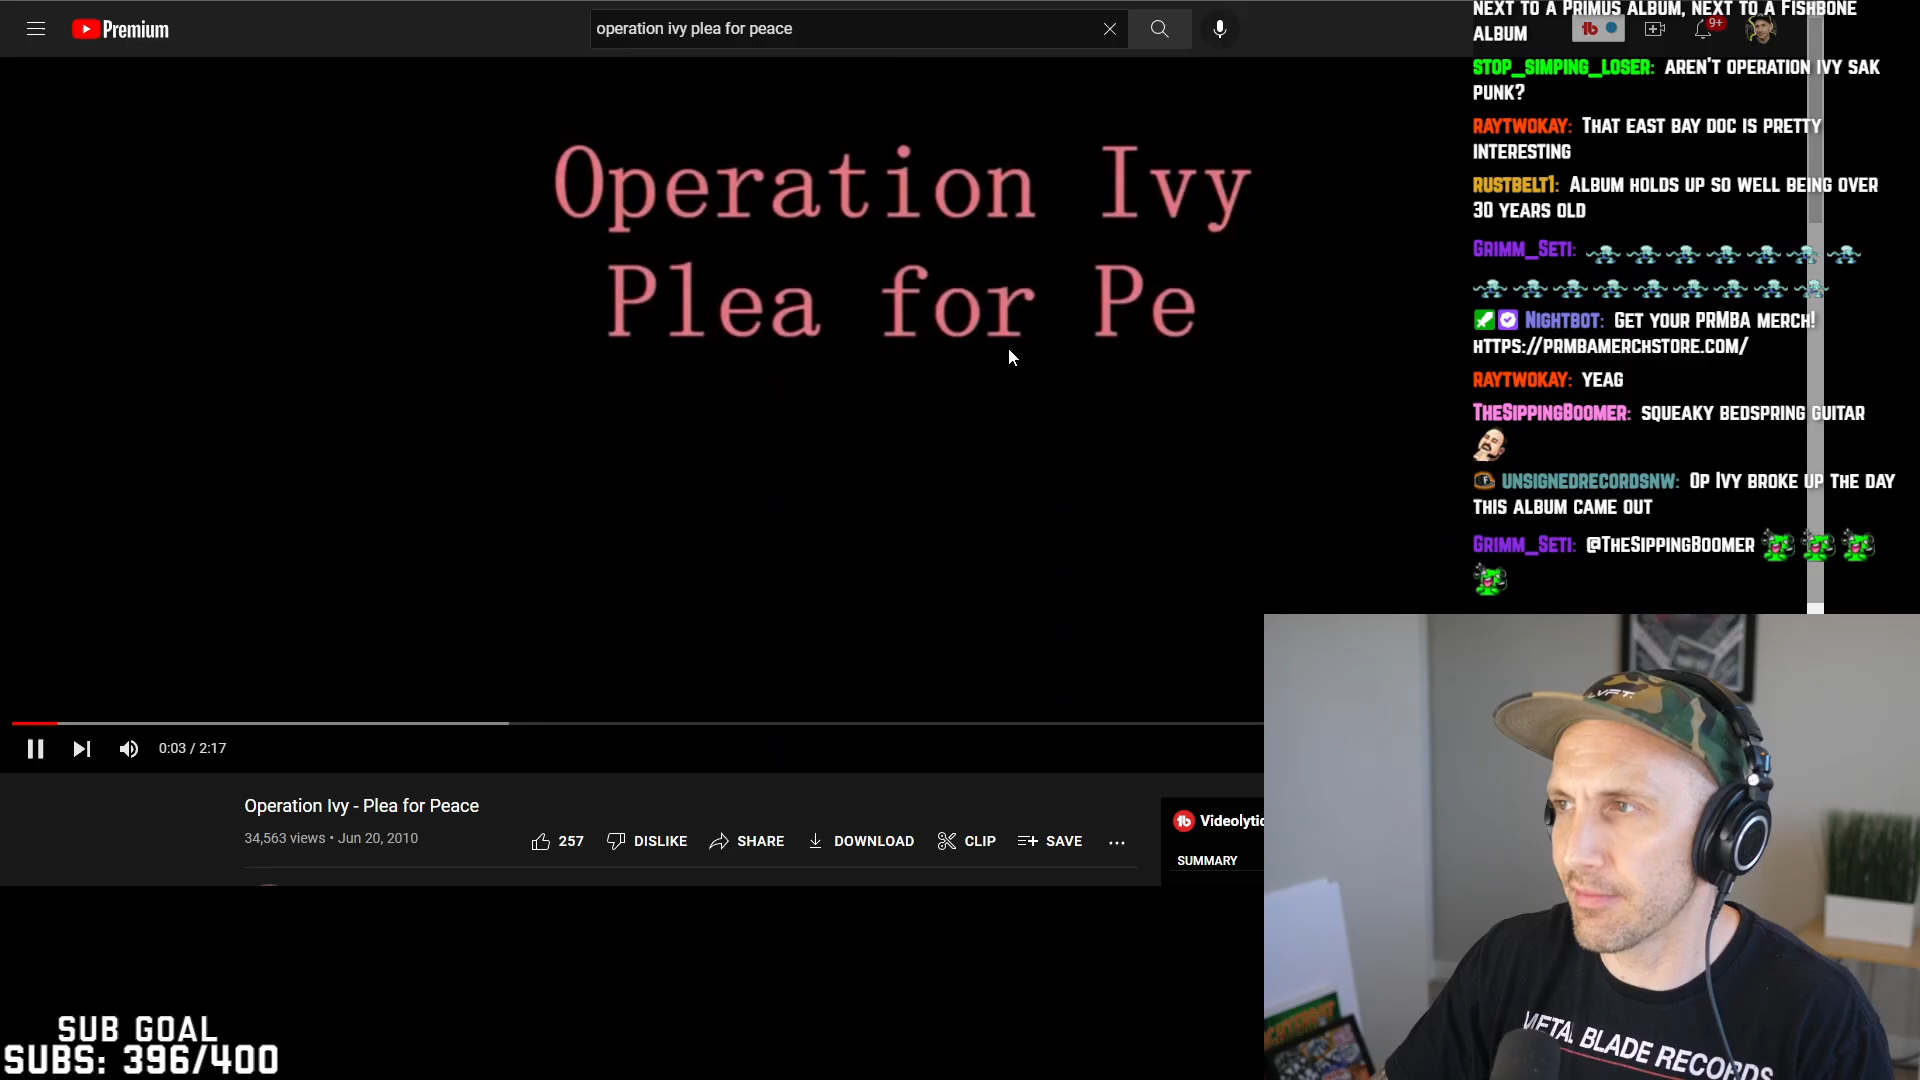 Premium
operation ivy plea for peace
9+
Operation Ivy
Plea for Pe
0:03 / 2:17
Operation Ivy - Plea for Peace
34,563 views • Jun 20, 2010
257
DISLIKE
SHARE
DOWNLOAD
CLIP
SAVE
Videolytic
SUMMARY
NEXT TO A PRIMUS ALBUM, NEXT TO A FISHBONE
ALBUM
STOP_SIMPING_LOSER: AREN'T OPERATION IVY SAK
PUNK?
RAYTWOKAY: THAT EAST BAY DOC IS PRETTY
INTERESTING
RUSTBELT1: ALBUM HOLDS UP SO WELL BEING OVER
30 YEARS OLD
GRIMM_SETI:
NIGHTBOT: GET YOUR PRMBA MERCH!
HTTPS://PRMBAMERCHSTORE.COM/
RAYTWOKAY: YEAG
THESIPPINGBOOMER: SQUEAKY BEDSPRING GUITAR
UNSIGNEDRECORDSNW: OP IVY BROKE UP THE DAY
THIS ALBUM CAME OUT
GRIMM_SETI: @THESIPPINGBOOMER
LVFT.
METAL BLADE RECORDS
SUB GOAL
SUBS: 396/400